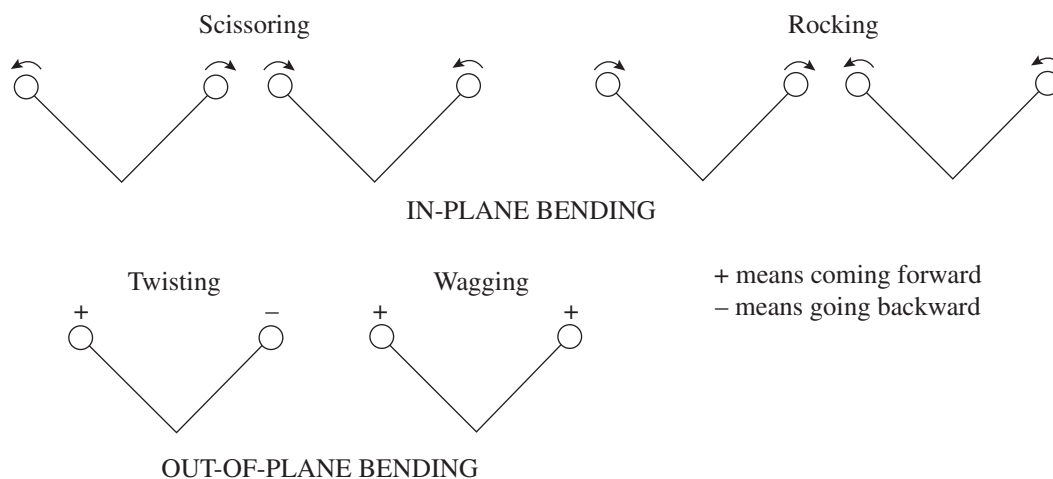 Scissoring
Rocking
IN-PLANE BENDING
Twisting
Wagging
+ means coming forward
– means going backward
+ – + +
OUT-OF-PLANE BENDING